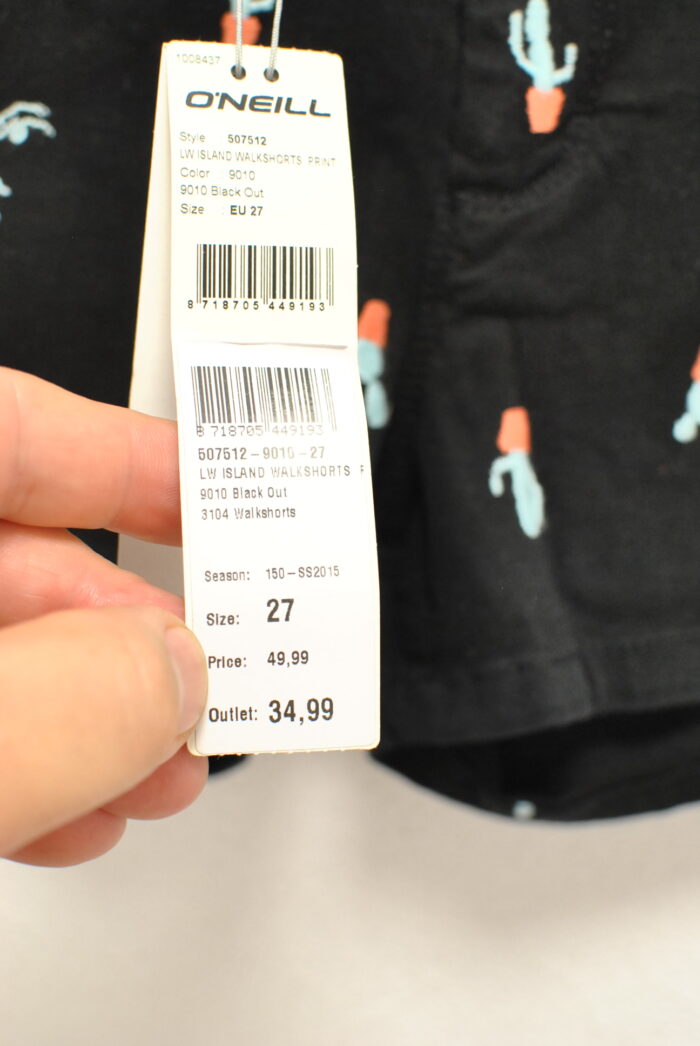 1008437
O'NEILL
Style : 507512
LW ISLAND WALKSHORTS PRINT
Color : 9010
9010 Black Out
Size : EU 27
8 718705 449193
8 718705 449193
507512-9010-27
LW ISLAND WALKSHORTS P
9010 Black Out
3104 Walkshorts
Season: 150-SS2015
Size: 27
Price: 49,99
Outlet: 34,99